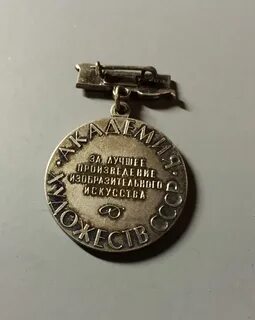 АКАДЕМИЯ
ХУДОЖЕСТВ СССР
ЗА ЛУЧШЕЕ
ПРОИЗВЕДЕНИЕ
ИЗОБРАЗИТЕЛЬНОГО
ИСКУССТВА